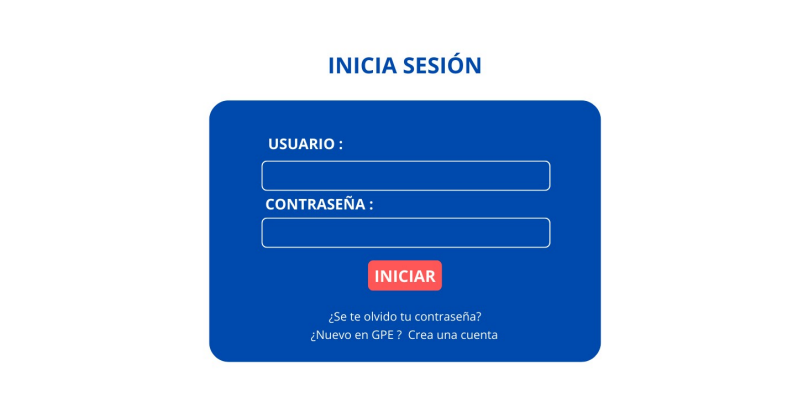 INICIA SESIÓN
USUARIO :
CONTRASEÑA :
INICIAR
¿Se te olvido tu contraseña?
¿Nuevo en GPE ? Crea una cuenta